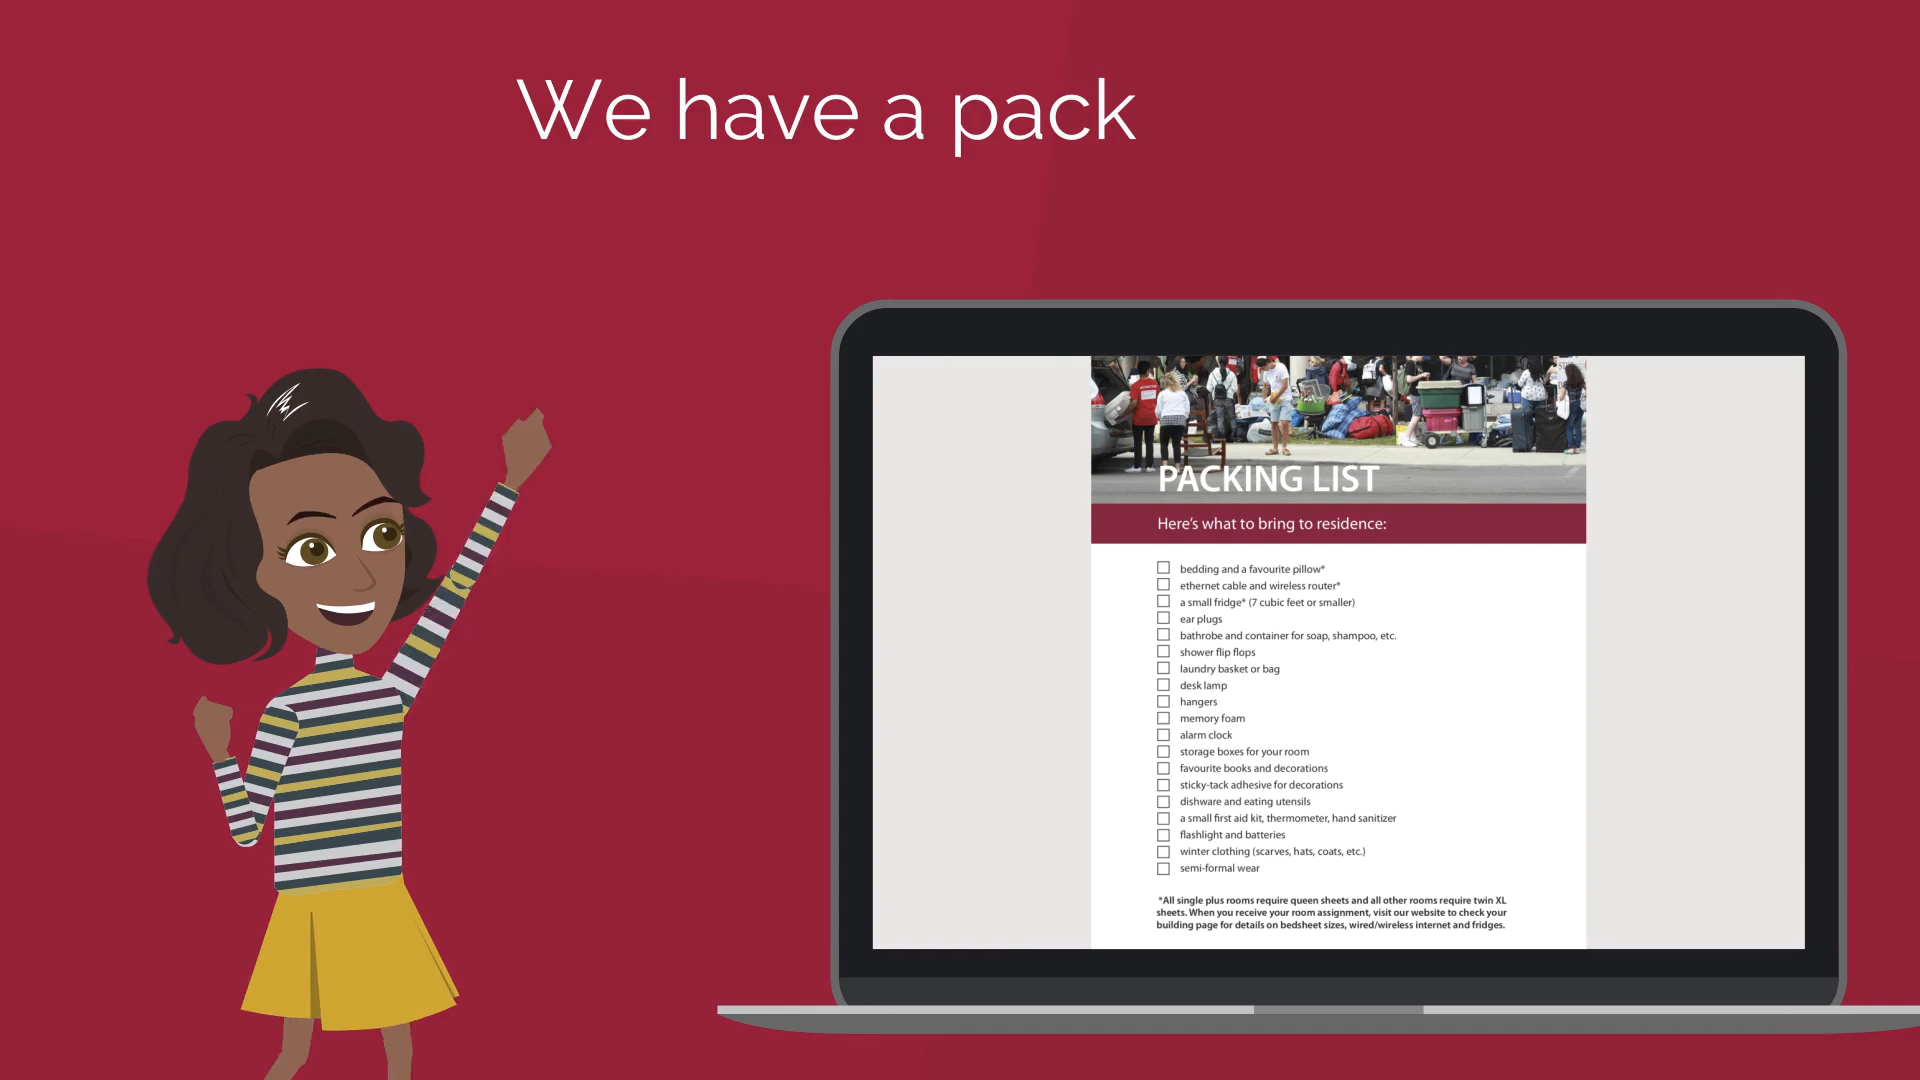 We have a pack
PACKING LIST
Here's what to bring to residence:
bedding and a favourite pillow*
ethernet cable and wireless router*
a small fridge* (7 cubic feet or smaller)
ear plugs
bathrobe and container for soap, shampoo, etc.
shower flip flops
laundry basket or bag
desk lamp
hangers
memory foam
alarm clock
storage boxes for your room
favourite books and decorations
sticky-tack adhesive for decorations
dishware and eating utensils
a small first aid kit, thermometer, hand sanitizer
flashlight and batteries
winter clothing (scarves, hats, coats, etc.)
semi-formal wear
*All single plus rooms require queen sheets and all other rooms require twin XL
sheets. When you receive your room assignment, visit our website to check your
building page for details on bedsheet sizes, wired/wireless internet and fridges.